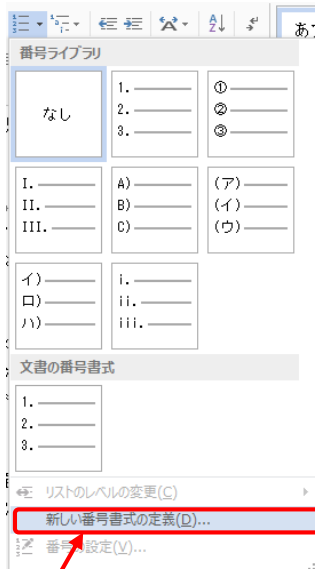 あア
番号ライブラリ
なし
1.
2.
3.
①
②
③
I.
II.
III.
A)
B)
C)
(ア)
(イ)
(ウ)
イ)
ロ)
ハ)
i.
ii.
iii.
文書の番号書式
1.
2.
3.
リストのレベルの変更(C)
新しい番号書式の定義(D)...
番号の設定(V)...